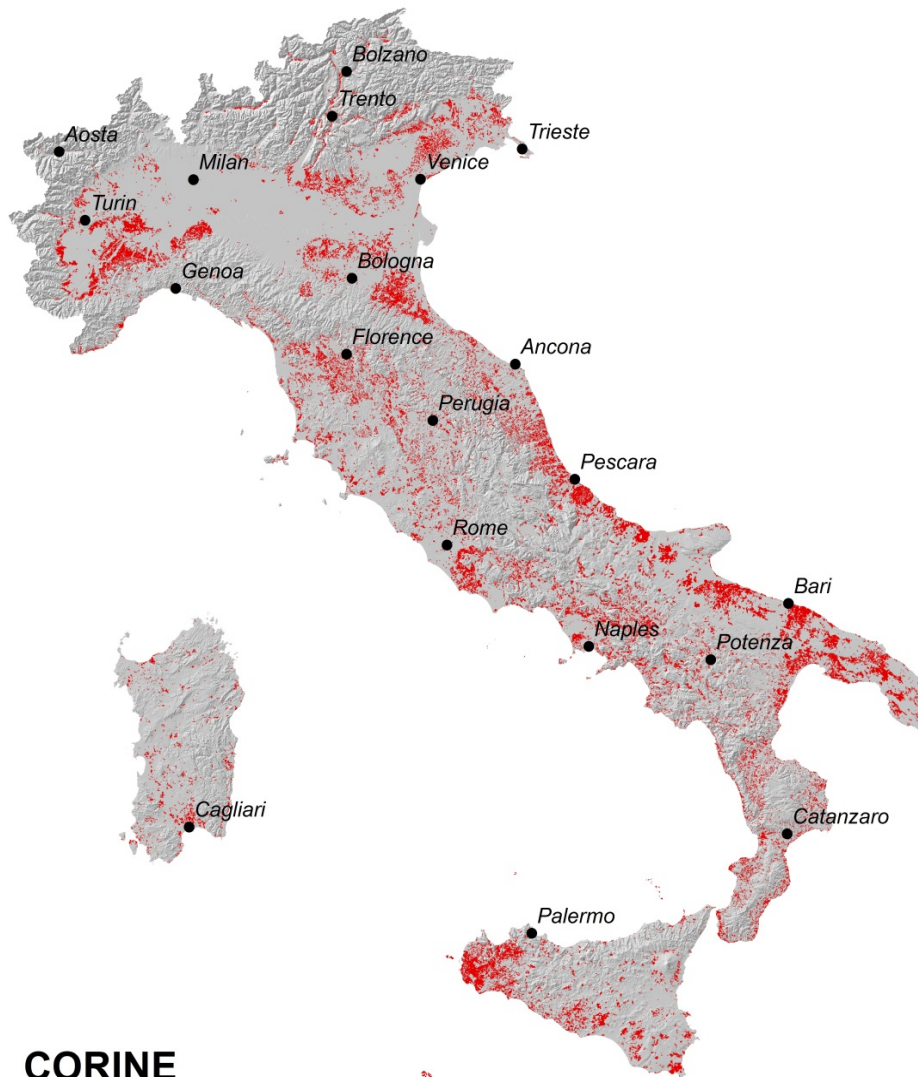 Bolzano
Trento
Aosta
Trieste
Milan
Venice
Turin
Bologna
Genoa
Florence
Ancona
Perugia
Pescara
Rome
Bari
Naples
Potenza
Cagliari
Catanzaro
Palermo
CORINE